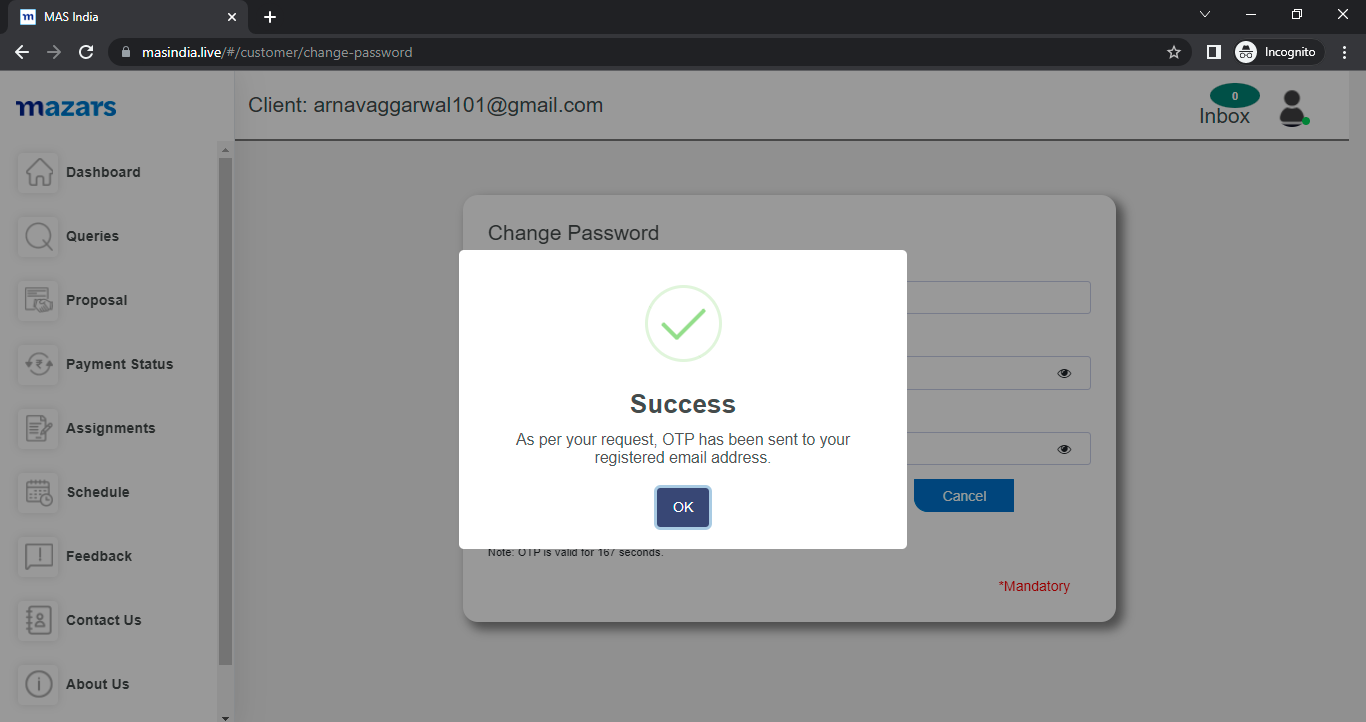 MAS India
masindia.live/#/customer/change-password
Incognito
mazars
Client: arnavaggarwal101@gmail.com
0
Inbox
Dashboard
Queries
Proposal
Payment Status
Assignments
Schedule
Feedback
Contact Us
About Us
Change Password
Success
As per your request, OTP has been sent to your
registered email address.
OK
Cancel
Note: OTP is valid for 167 seconds.
*Mandatory